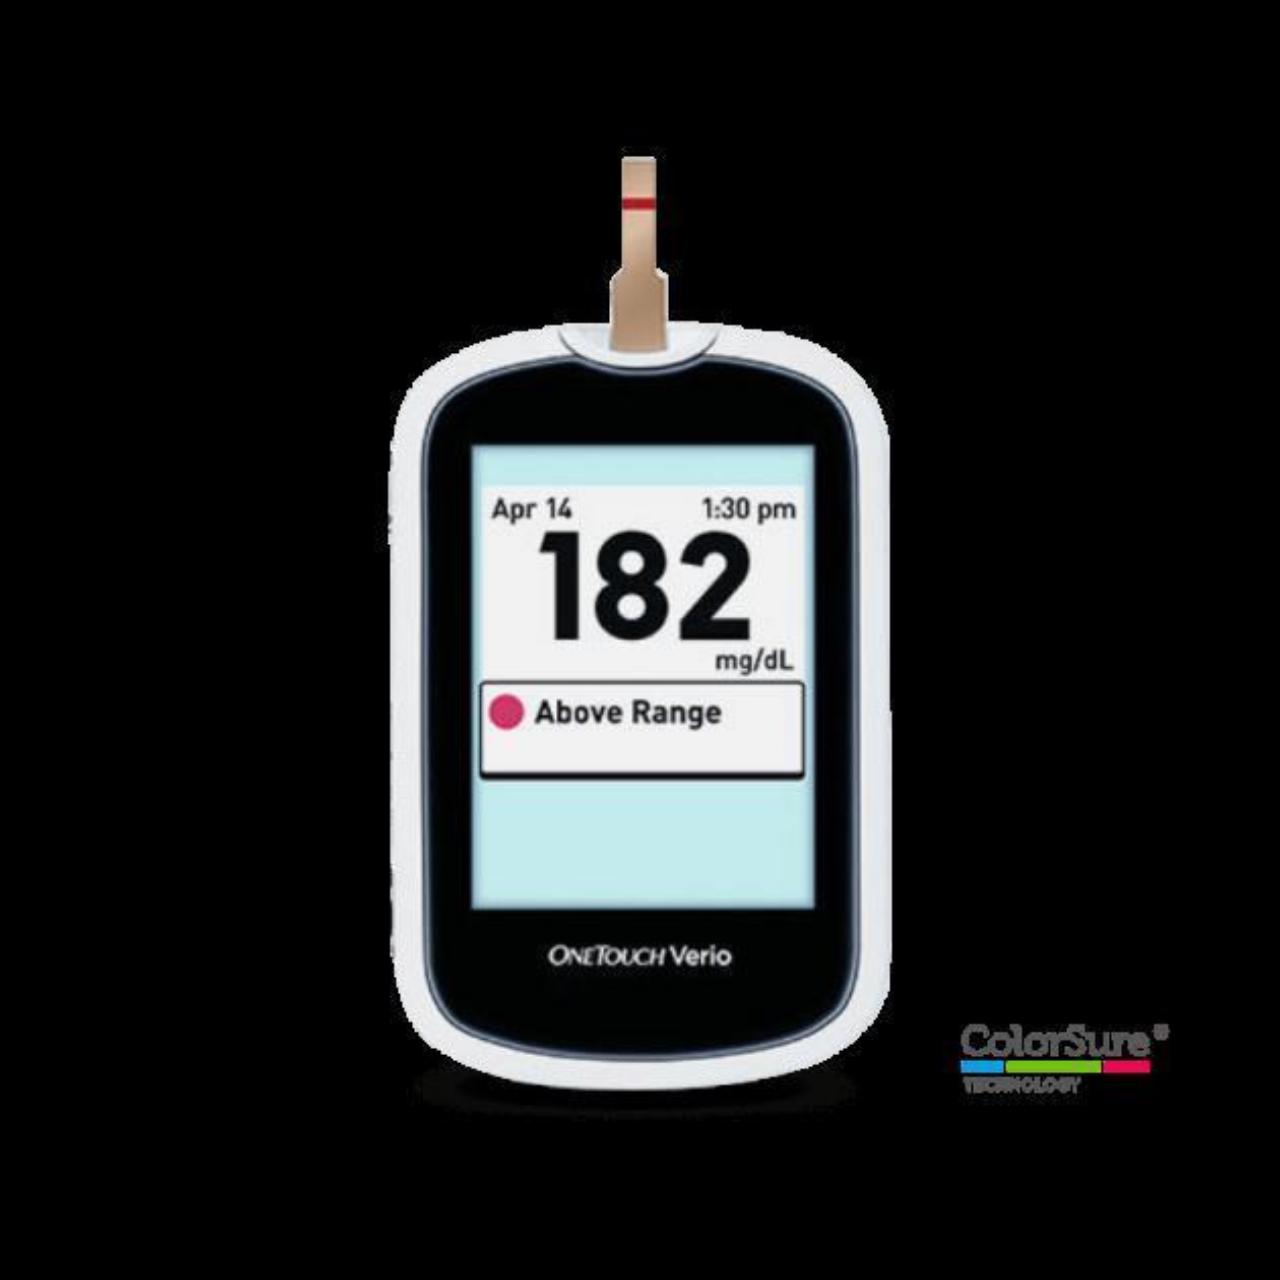 Apr 14 1:30 pm
182
mg/dL
Above Range
ONETOUCH Verio
ColorSure®
TECHNOLOGY